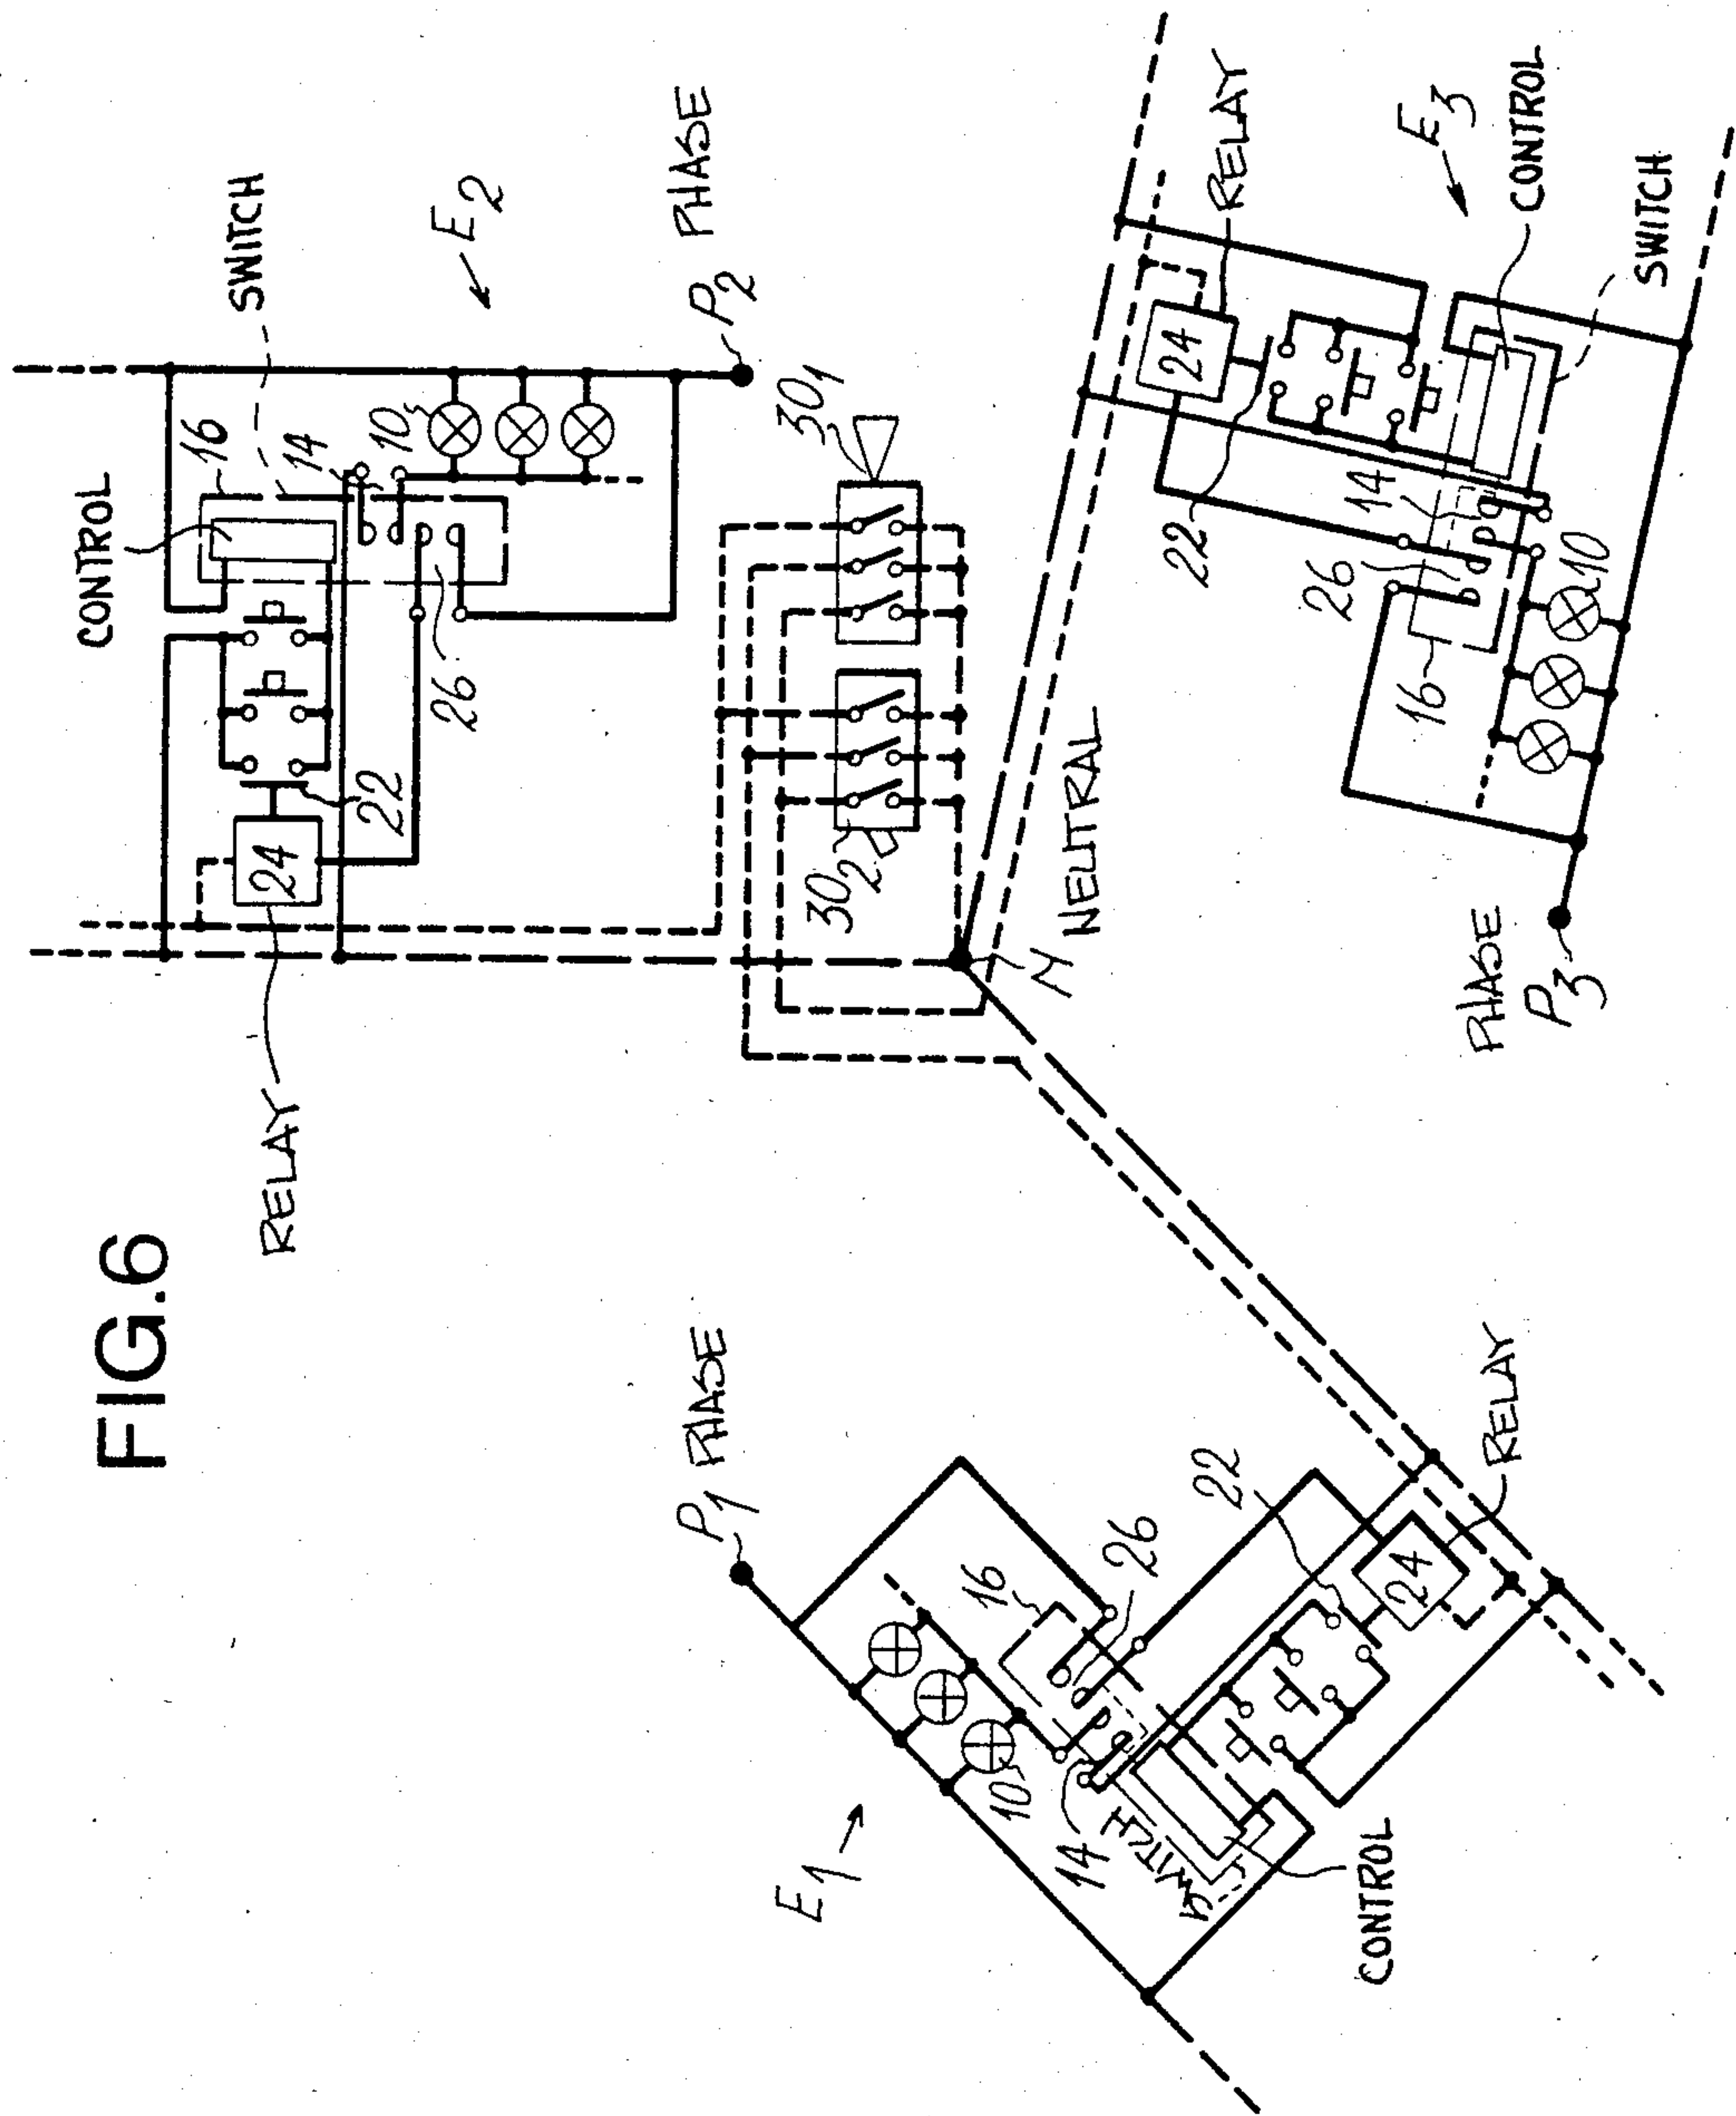 FIG.6
RELAY
24
22
CONTROL
16
SWITCH
14
10
26
E2
P2
PHASE
301
302
M
NEUTRAL
P1 PHASE
E1
10
16
26
14
SWITCH
CONTROL
22
24
RELAY
RELAY
24
22
14
26
16
10
E3
CONTROL
SWITCH
PHASE
P3